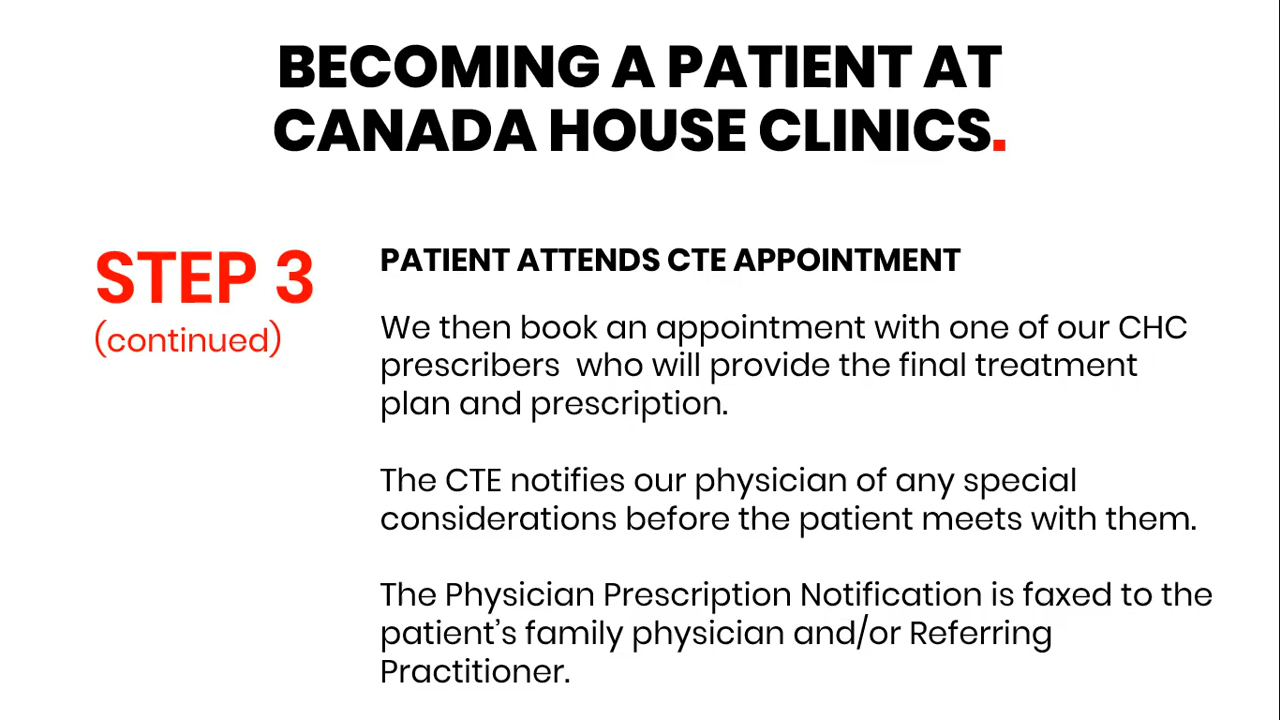 BECOMING A PATIENT AT
CANADA HOUSE CLINICS.
STEP 3
(continued)
PATIENT ATTENDS CTE APPOINTMENT
We then book an appointment with one of our CHC
prescribers  who will provide the final treatment
plan and prescription.
The CTE notifies our physician of any special
considerations before the patient meets with them.
The Physician Prescription Notification is faxed to the
patient’s family physician and/or Referring
Practitioner.